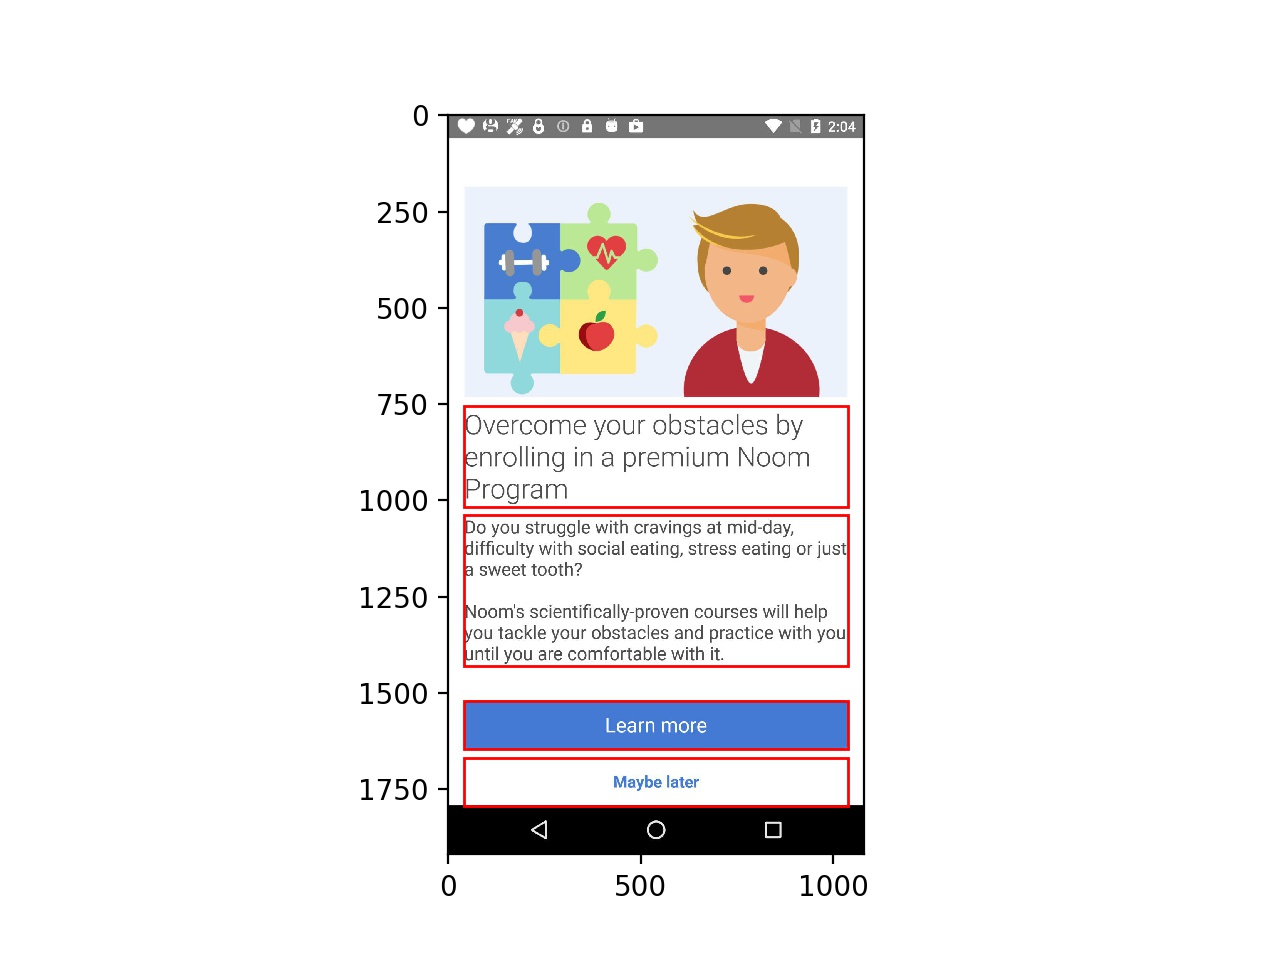 2:04
0
250
500
750
1000
1250
1500
1750
Overcome your obstacles by
enrolling in a premium Noom
Program
Do you struggle with cravings at mid-day,
difficulty with social eating, stress eating or just
a sweet tooth?
Noom's scientifically-proven courses will help
you tackle your obstacles and practice with you
until you are comfortable with it.
Learn more
Maybe later
0
500
1000